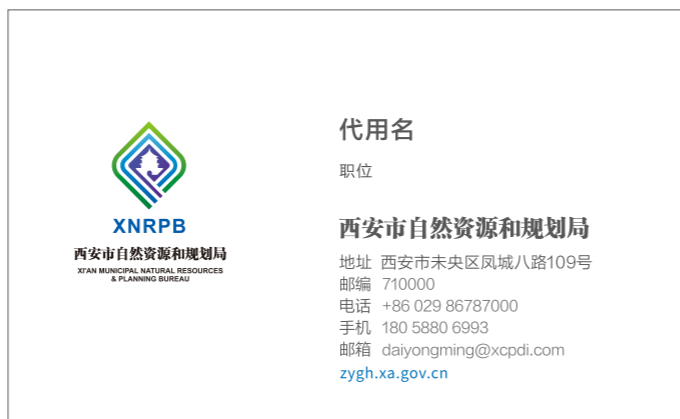 XNRPB
西安市自然资源和规划局
XI'AN MUNICIPAL NATURAL RESOURCES
& PLANNING BUREAU
代用名
职位
西安市自然资源和规划局
地址 西安市未央区凤城八路109号
邮编 710000
电话 +86 029 86787000
手机 180 5880 6993
邮箱 daiyongming@xcpdi.com
zygh.xa.gov.cn